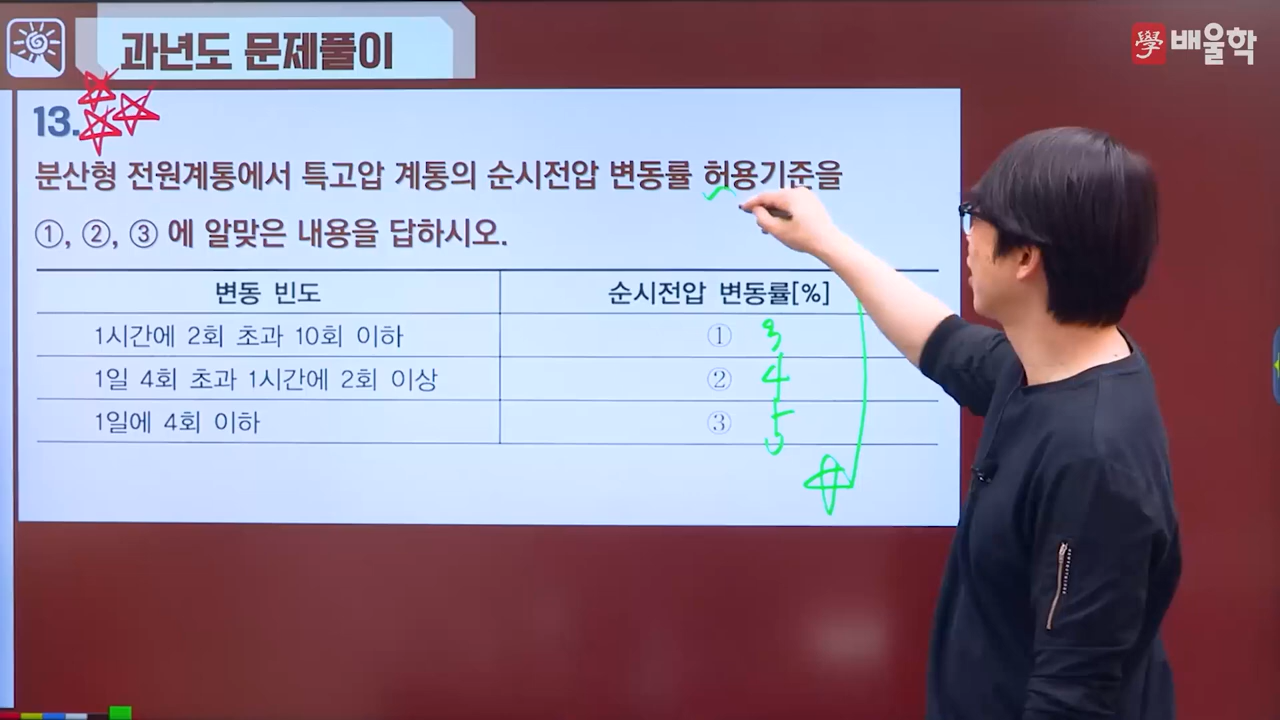 과년도 문제풀이
學 배울학
13.
분산형 전원계통에서 특고압 계통의 순시전압 변동률 허용기준을
①, ②, ③ 에 알맞은 내용을 답하시오.
변동 빈도 순시전압 변동률[%]
1시간에 2회 초과 10회 이하 ① 3
1일 4회 초과 1시간에 2회 이상 ② 4
1일에 4회 이하 ③ 5